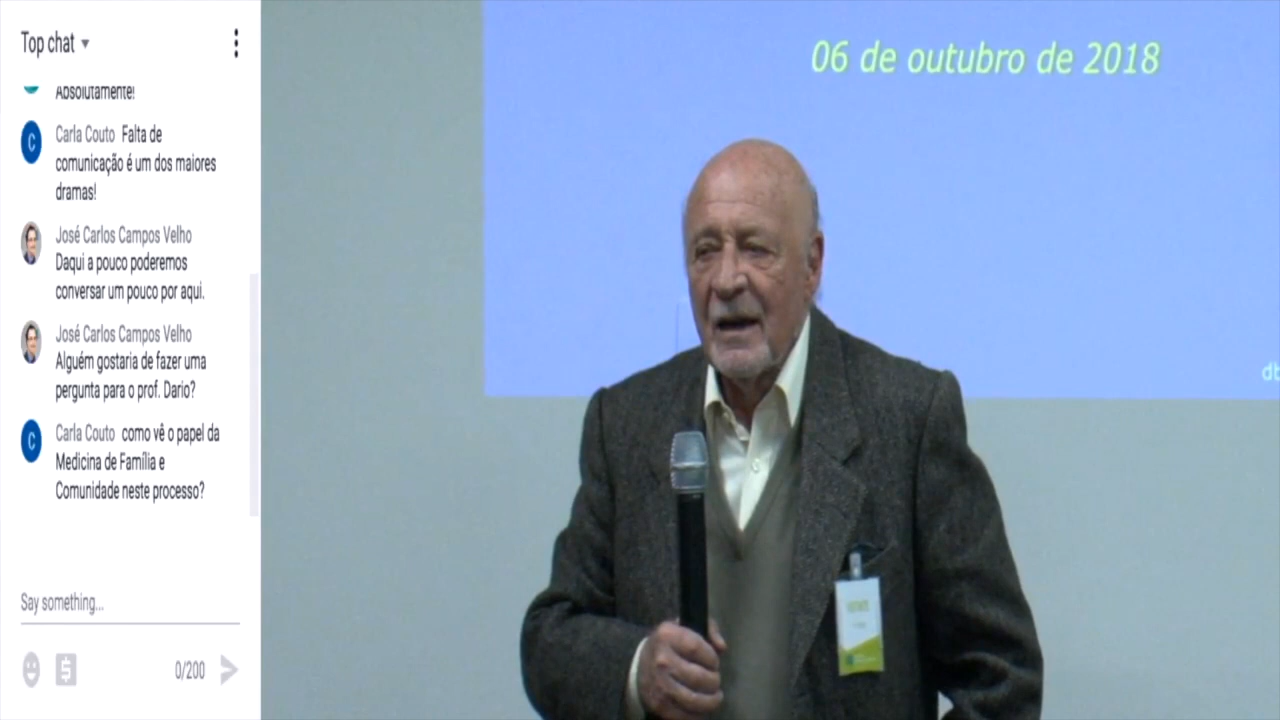 Top chat
Absolutamente!
Carla Couto Falta de
comunicação é um dos maiores
dramas!
José Carlos Campos Velho
Daqui a pouco poderemos
conversar um pouco por aqui.
José Carlos Campos Velho
Alguém gostaria de fazer uma
pergunta para o prof. Dario?
C
Carla Couto como vê o papel da
C
Medicina de Família e
Comunidade neste processo?
Say something...
0/200
06 de outubro de 2018
db